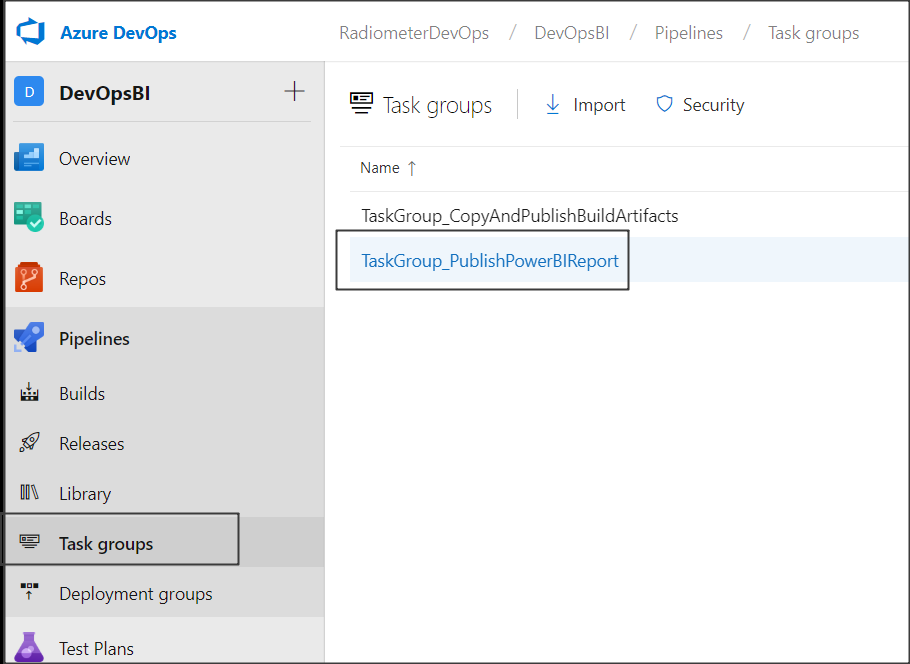 Azure DevOps
RadiometerDevOps / DevOpsBI / Pipelines / Task groups
D DevOpsBI +
Task groups Import Security
Name ↑
Overview
TaskGroup_CopyAndPublishBuildArtifacts
Boards
TaskGroup_PublishPowerBIReport
Repos
Pipelines
Builds
Releases
Library
Task groups
Deployment groups
Test Plans